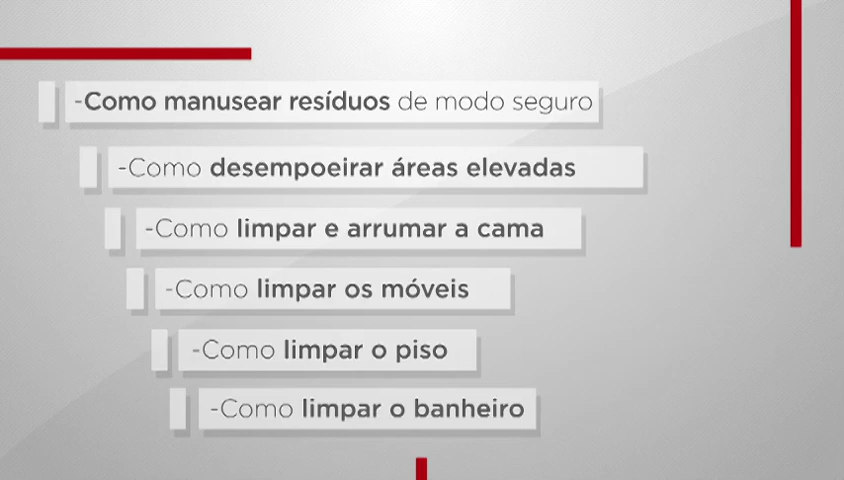 -Como manusear resíduos de modo seguro
-Como desempoeirar áreas elevadas
-Como limpar e arrumar a cama
-Como limpar os móveis
-Como limpar o piso
-Como limpar o banheiro